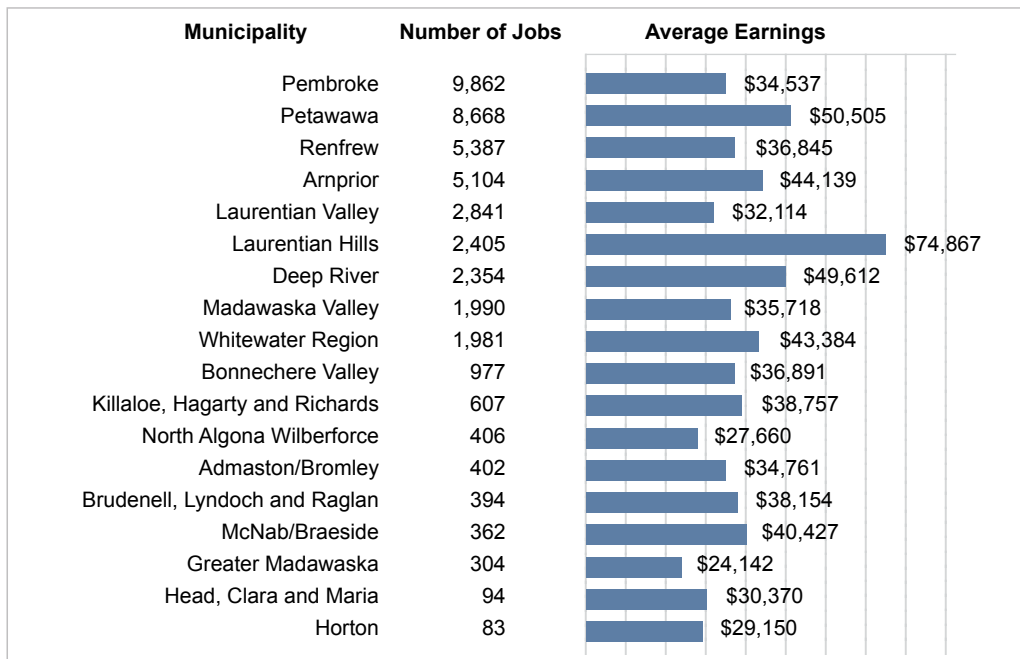 Municipality Number of Jobs Average Earnings
Pembroke 9,862 $34,537
Petawawa 8,668 $50,505
Renfrew 5,387 $36,845
Arnprior 5,104 $44,139
Laurentian Valley 2,841 $32,114
Laurentian Hills 2,405 $74,867
Deep River 2,354 $49,612
Madawaska Valley 1,990 $35,718
Whitewater Region 1,981 $43,384
Bonnechere Valley 977 $36,891
Killaloe, Hagarty and Richards 607 $38,757
North Algona Wilberforce 406 $27,660
Admaston/Bromley 402 $34,761
Brudenell, Lyndoch and Raglan 394 $38,154
McNab/Braeside 362 $40,427
Greater Madawaska 304 $24,142
Head, Clara and Maria 94 $30,370
Horton 83 $29,150